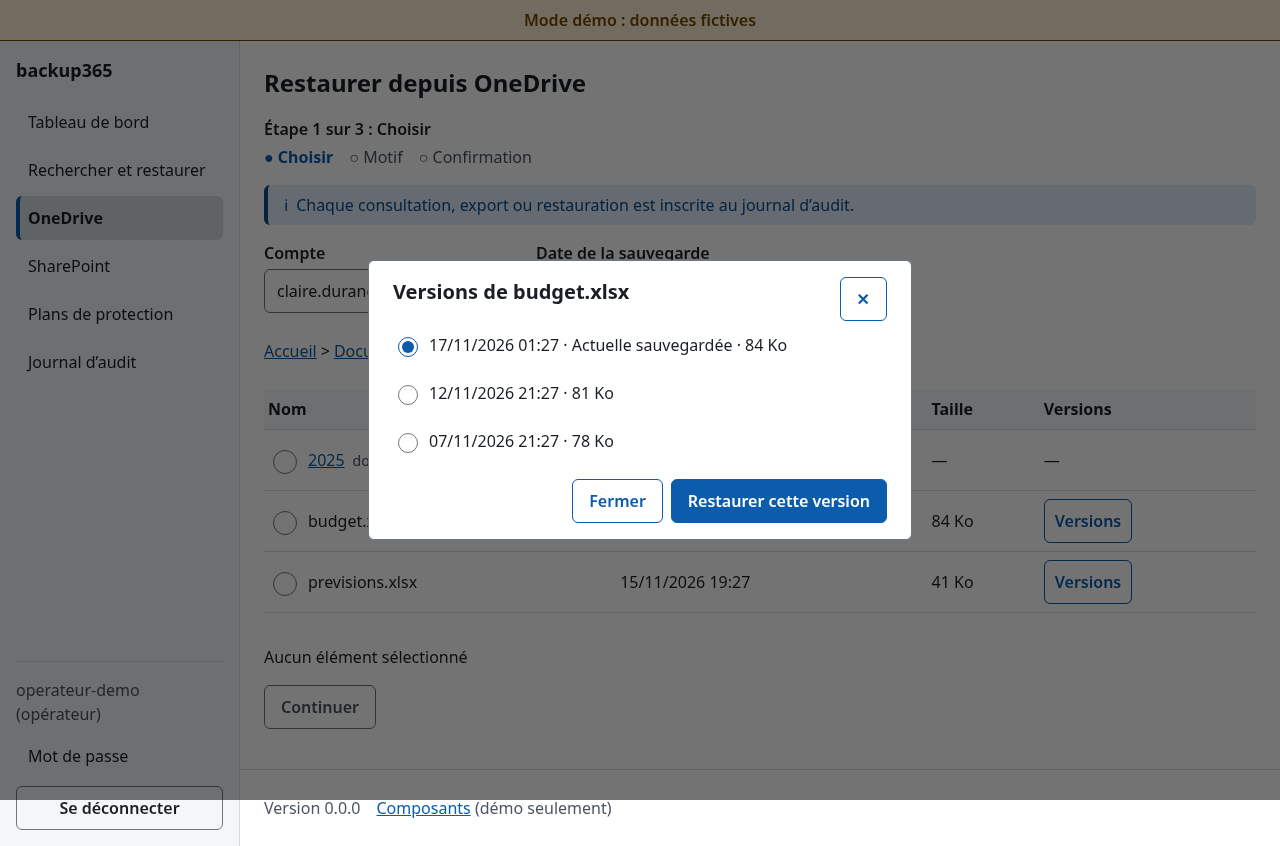 Mode démo : données fictives
backup365
Tableau de bord
Rechercher et restaurer
OneDrive
SharePoint
Plans de protection
Journal d’audit
operateur-demo
(opérateur)
Mot de passe
Se déconnecter
Restaurer depuis OneDrive
Étape 1 sur 3 : Choisir
● Choisir ○ Motif ○ Confirmation
i Chaque consultation, export ou restauration est inscrite au journal d’audit.
Compte Date de la sauvegarde
Accueil >
Versions de budget.xlsx
×
17/11/2026 01:27 · Actuelle sauvegardée · 84 Ko
12/11/2026 21:27 · 81 Ko
07/11/2026 21:27 · 78 Ko
Fermer Restaurer cette version
Nom Taille Versions
2025 — —
84 Ko Versions
previsions.xlsx 15/11/2026 19:27 41 Ko Versions
Aucun élément sélectionné
Continuer
Version 0.0.0 Composants (démo seulement)